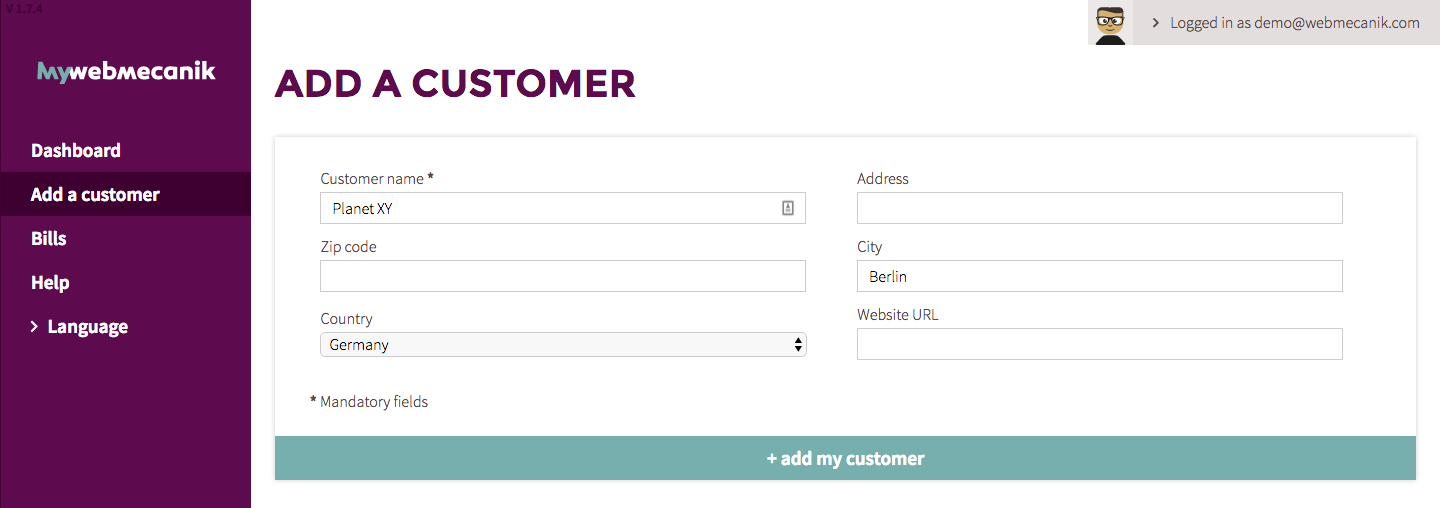 V 1.7.4
Logged in as demo@webmecanik.com
Mywebmecanik
ADD A CUSTOMER
Dashboard
Add a customer
Bills
Help
Language
Customer name *
Planet XY
Address
Zip code
City
Berlin
Country
Germany
Website URL
* Mandatory fields
+ add my customer